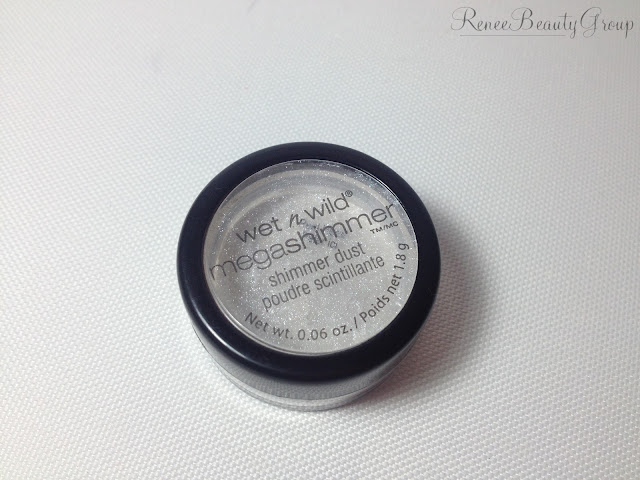 ReneeBeautyGroup
wet n wild®
megashimmer TM/MC
shimmer dust
poudre scintillante
Net wt. 0.06 oz./Poids net 1.8 g